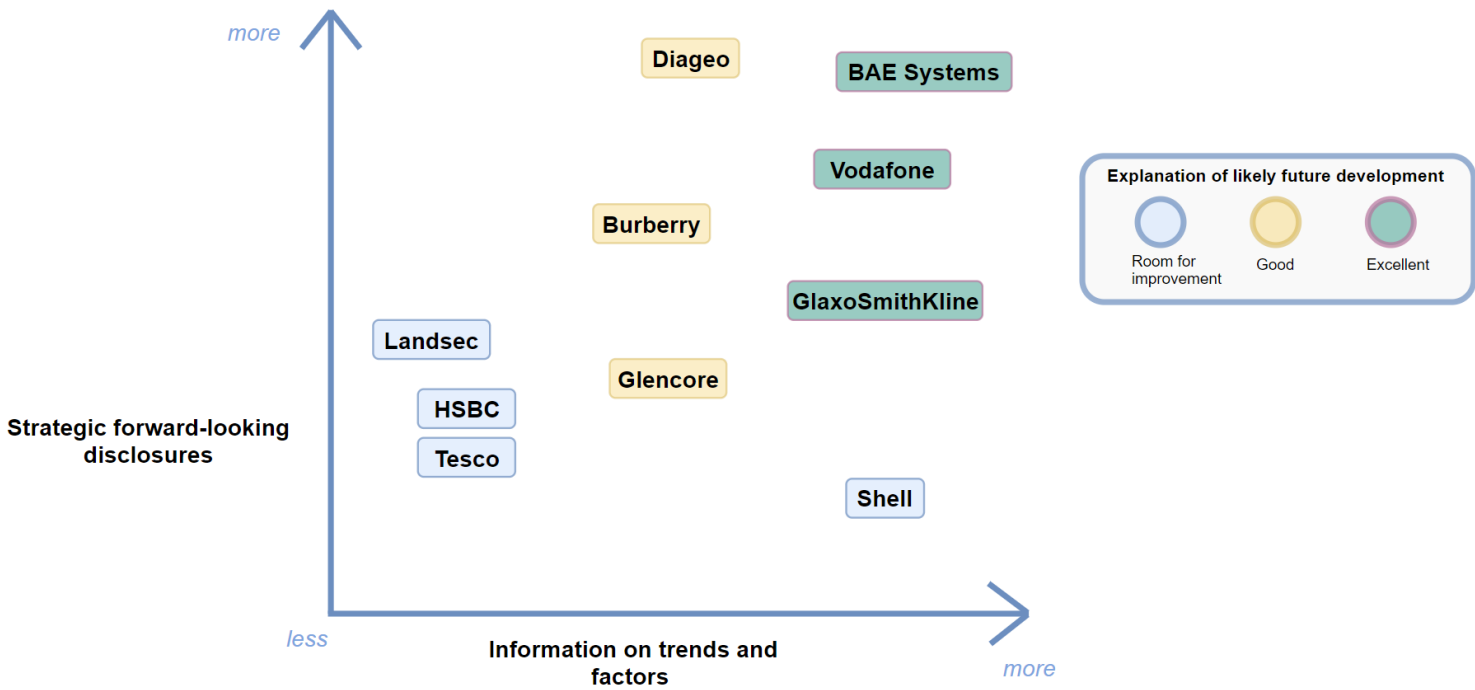 more
Diageo
BAE Systems
Vodafone
Explanation of likely future development
Room for
improvement
Good
Excellent
Burberry
GlaxoSmithKline
Landsec
Glencore
HSBC
Strategic forward-looking
disclosures
Tesco
Shell
less
Information on trends and
factors
more